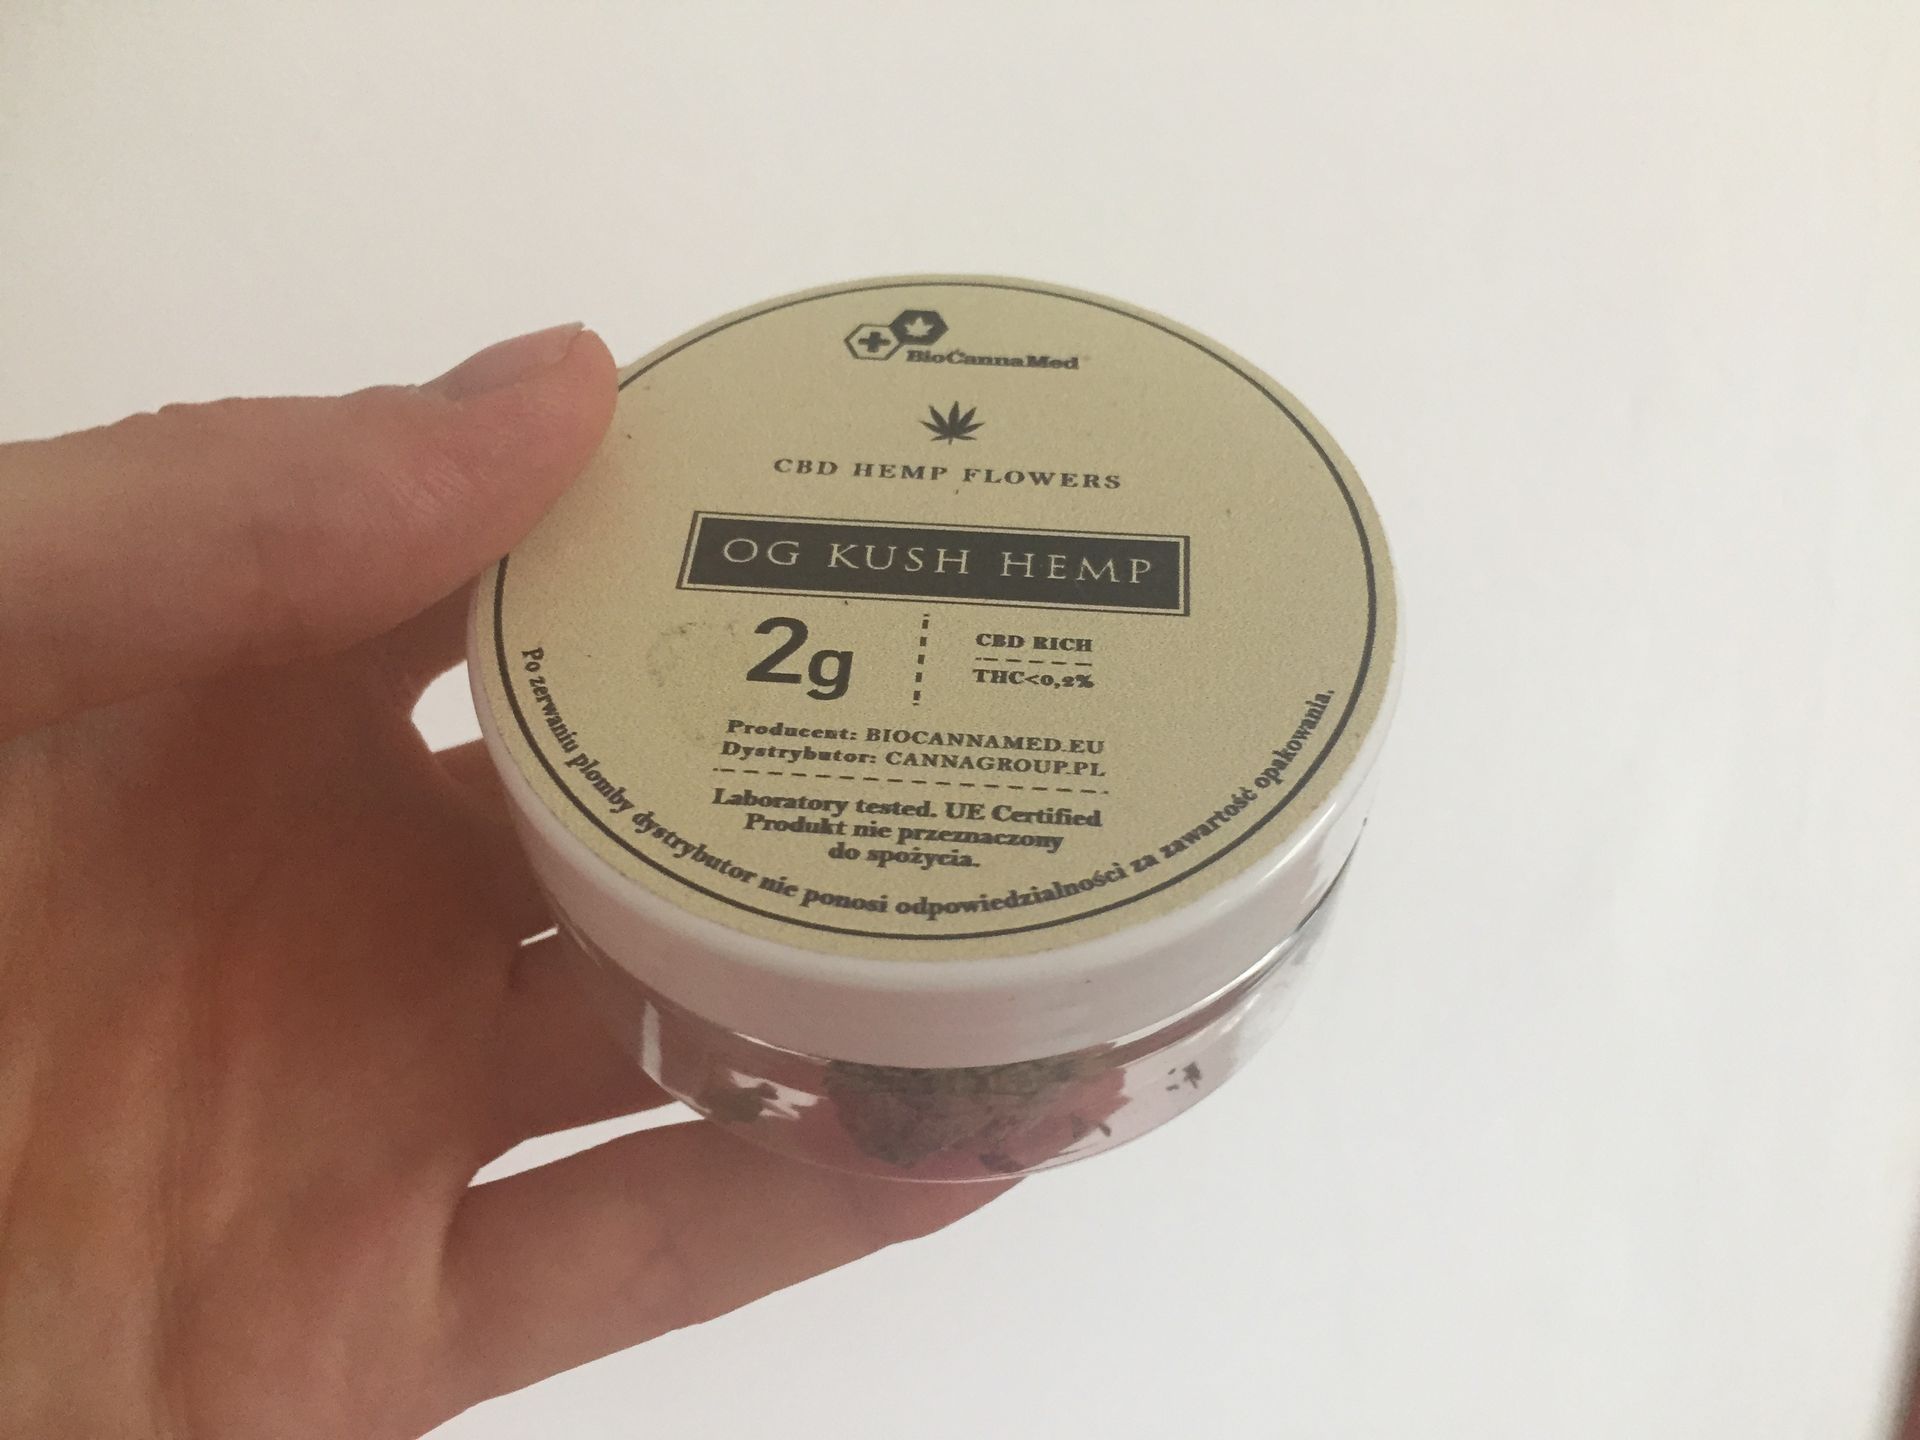 BioCannaMed
CBD HEMP FLOWERS
OG KUSH HEMP
2g
CBD RICH
THC<0,2%
Producent: BIOCANNAMED.EU
Dystrybutor: CANNAGROUP.PL
Laboratory tested. UE Certified
Produkt nie przeznaczony
do spożycia.
Po zerwaniu plomby dystrybutor nie ponosi odpowiedzialności za zawartość opakowania.